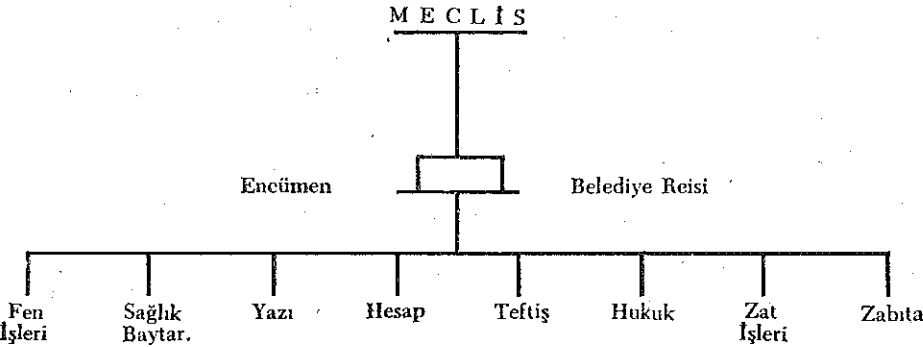 MECLİS
Encümen Belediye Reisi
Fen İşleri
Sağlık Baytar.
Yazı
Hesap
Teftiş
Hukuk
Zat İşleri
Zabıta